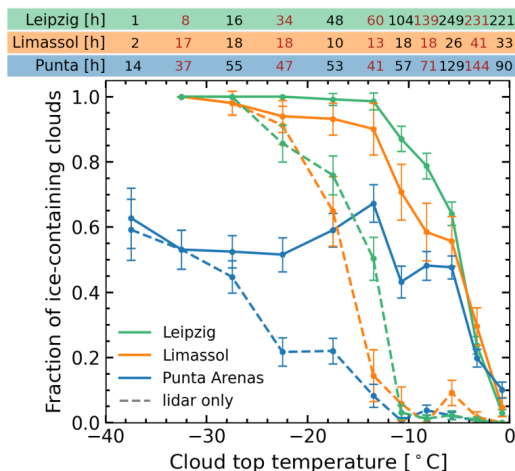 Leipzig [h] 1 8 16 34 48 60 104 139 249 231 221
Limassol [h] 2 17 18 18 10 13 18 18 26 41 33
Punta [h] 14 37 55 47 53 41 57 71 129 144 90
Fraction of ice-containing clouds
1.0
0.8
0.6
0.4
0.2
0.0
Leipzig
Limassol
Punta Arenas
lidar only
−40 −30 −20 −10 0
Cloud top temperature [°C]